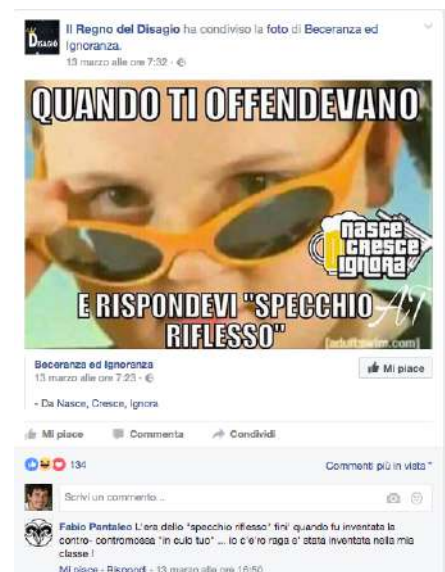 Il Regno del Disagio ha condiviso la foto di Beceranza ed
Ignoranza.
13 marzo alle ore 7:32
DISAGIO
QUANDO TI OFFENDEVANO
nasce
cresce
ignora
E RISPONDEVI "SPECCHIO
RIFLESSO"
[adultswim.com]
Beceranza ed Ignoranza
13 marzo alle ore 7:23
Mi piace
- Da Nasce, Cresce, Ignora
Mi piace Commenta Condividi
134
Commenti più in vista
Scrivi un commento ...
Fabio Pantaleo L'era dello "specchio riflesso" fini' quando fu inventata la
contro- contromossa "in culo tuo" ... io c'ero raga e' stata inventata nella mia
classe !
Mi piace - Rispondi - 13 marzo alle ore 16:50